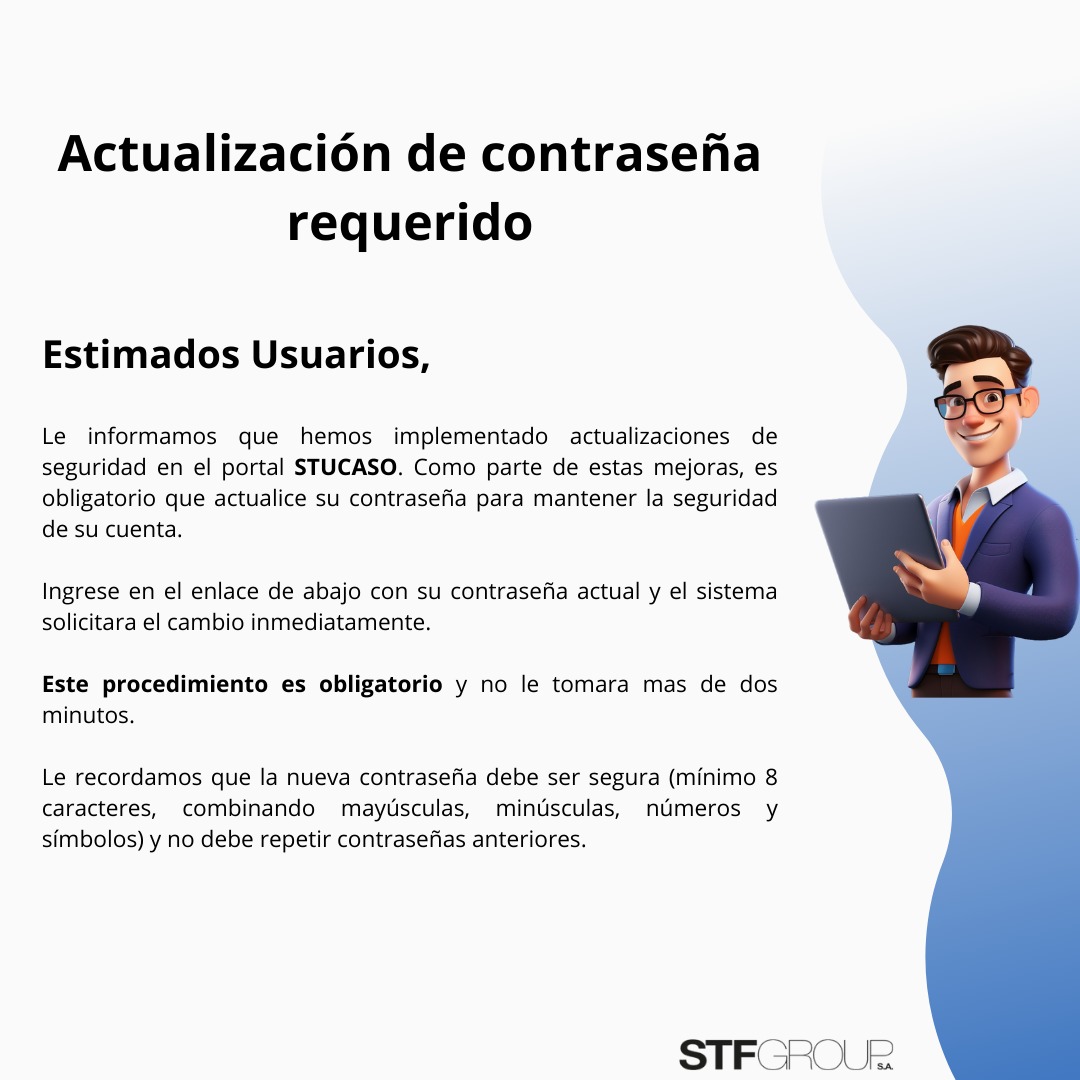 Actualización de contraseña
requerido
Estimados Usuarios,
Le informamos que hemos implementado actualizaciones de
seguridad en el portal STUCASO. Como parte de estas mejoras, es
obligatorio que actualice su contraseña para mantener la seguridad
de su cuenta.
Ingrese en el enlace de abajo con su contraseña actual y el sistema
solicitara el cambio inmediatamente.
Este procedimiento es obligatorio y no le tomara mas de dos
minutos.
Le recordamos que la nueva contraseña debe ser segura (mínimo 8
caracteres, combinando mayúsculas, minúsculas, números y
símbolos) y no debe repetir contraseñas anteriores.
STFGROUP S.A.